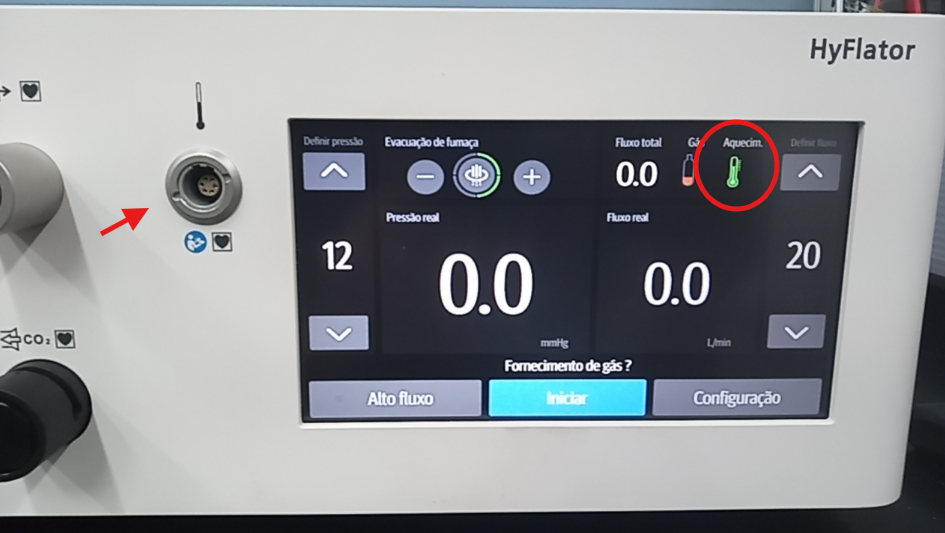 HyFlator
Definir pressão
Evacuação de fumaça
Fluxo total
Gás
Aquecim.
Definir fluxo
0.0
Pressão real
Fluxo real
12
0.0
0.0
20
mmHg
L/min
CO₂
Fornecimento de gás ?
Alto fluxo
Iniciar
Configuração